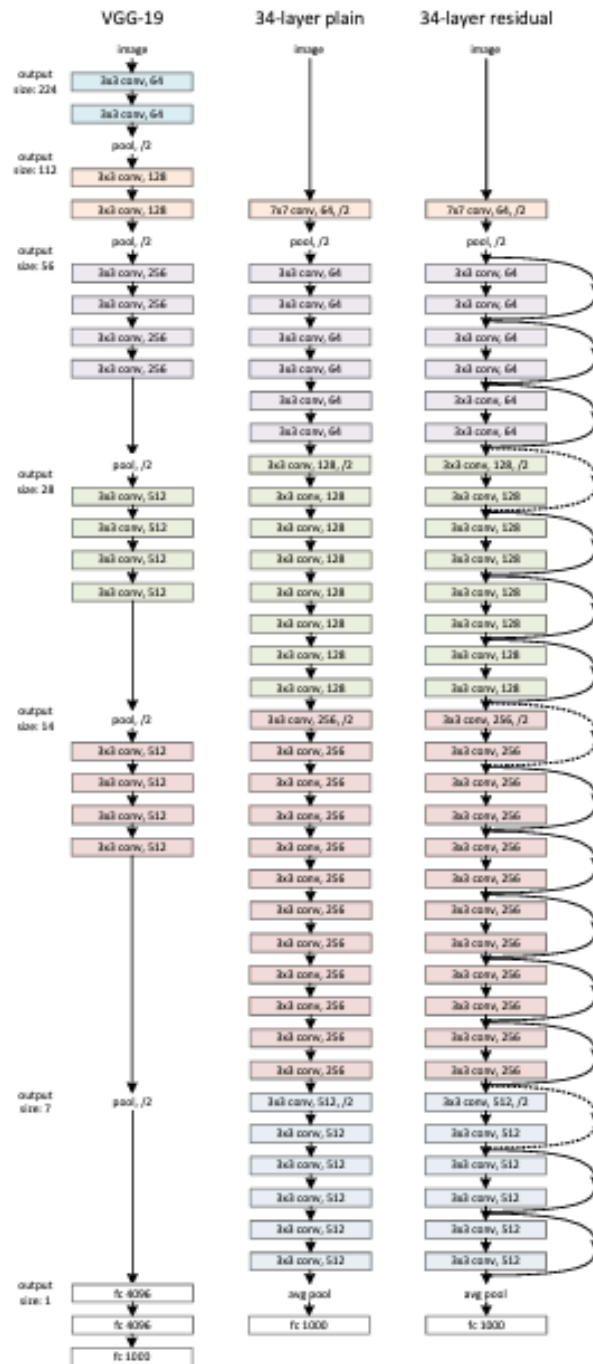 VGG-19
image
output
size: 224
3x3 conv, 64
3x3 conv, 64
pool, /2
output
size: 112
3x3 conv, 128
3x3 conv, 128
pool, /2
output
size: 56
3x3 conv, 256
3x3 conv, 256
3x3 conv, 256
3x3 conv, 256
pool, /2
output
size: 28
3x3 conv, 512
3x3 conv, 512
3x3 conv, 512
3x3 conv, 512
pool, /2
output
size: 14
3x3 conv, 512
3x3 conv, 512
3x3 conv, 512
3x3 conv, 512
output
size: 7
pool, /2
output
size: 1
fc 4096
fc 4096
fc 1000
34-layer plain
image
7x7 conv, 64, /2
pool, /2
3x3 conv, 64
3x3 conv, 64
3x3 conv, 64
3x3 conv, 64
3x3 conv, 64
3x3 conv, 64
3x3 conv, 128, /2
3x3 conv, 128
3x3 conv, 128
3x3 conv, 128
3x3 conv, 128
3x3 conv, 128
3x3 conv, 128
3x3 conv, 128
3x3 conv, 256, /2
3x3 conv, 256
3x3 conv, 256
3x3 conv, 256
3x3 conv, 256
3x3 conv, 256
3x3 conv, 256
3x3 conv, 256
3x3 conv, 256
3x3 conv, 256
3x3 conv, 256
3x3 conv, 256
3x3 conv, 512, /2
3x3 conv, 512
3x3 conv, 512
3x3 conv, 512
3x3 conv, 512
3x3 conv, 512
avg pool
fc 1000
34-layer residual
image
7x7 conv, 64, /2
pool, /2
3x3 conv, 64
3x3 conv, 64
3x3 conv, 64
3x3 conv, 64
3x3 conv, 64
3x3 conv, 64
3x3 conv, 128, /2
3x3 conv, 128
3x3 conv, 128
3x3 conv, 128
3x3 conv, 128
3x3 conv, 128
3x3 conv, 128
3x3 conv, 128
3x3 conv, 256, /2
3x3 conv, 256
3x3 conv, 256
3x3 conv, 256
3x3 conv, 256
3x3 conv, 256
3x3 conv, 256
3x3 conv, 256
3x3 conv, 256
3x3 conv, 256
3x3 conv, 256
3x3 conv, 256
3x3 conv, 512, /2
3x3 conv, 512
3x3 conv, 512
3x3 conv, 512
3x3 conv, 512
3x3 conv, 512
avg pool
fc 1000